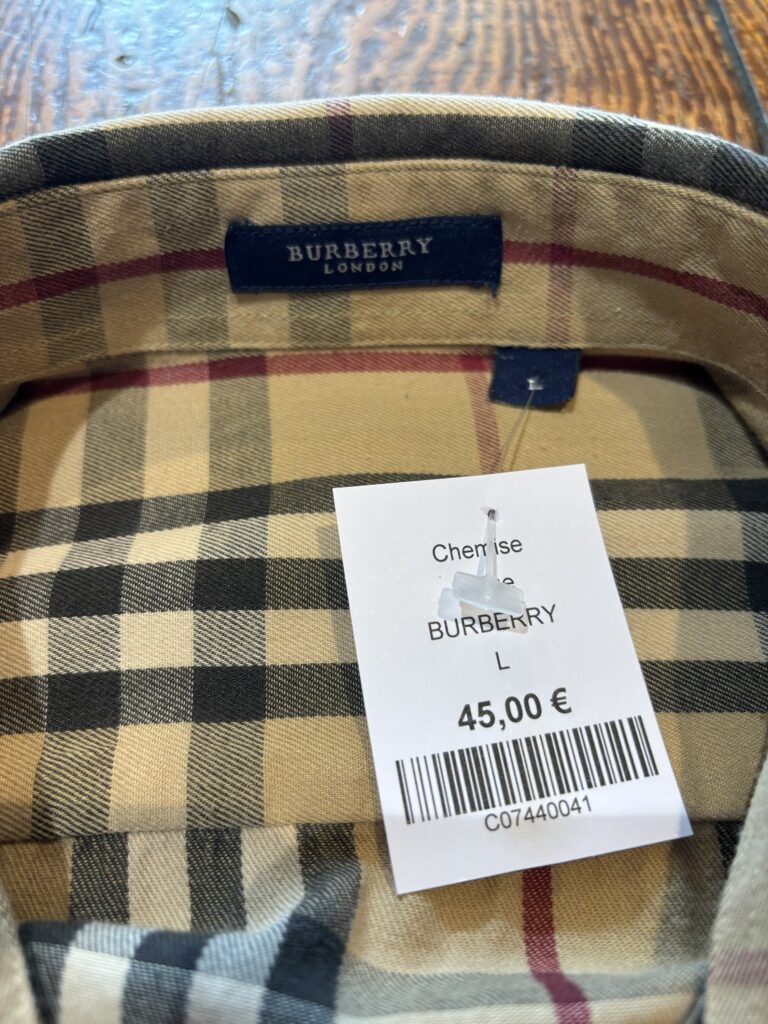 BURBERRY
LONDON
L
Chemise
BURBERRY
L
45,00 €
C07440041